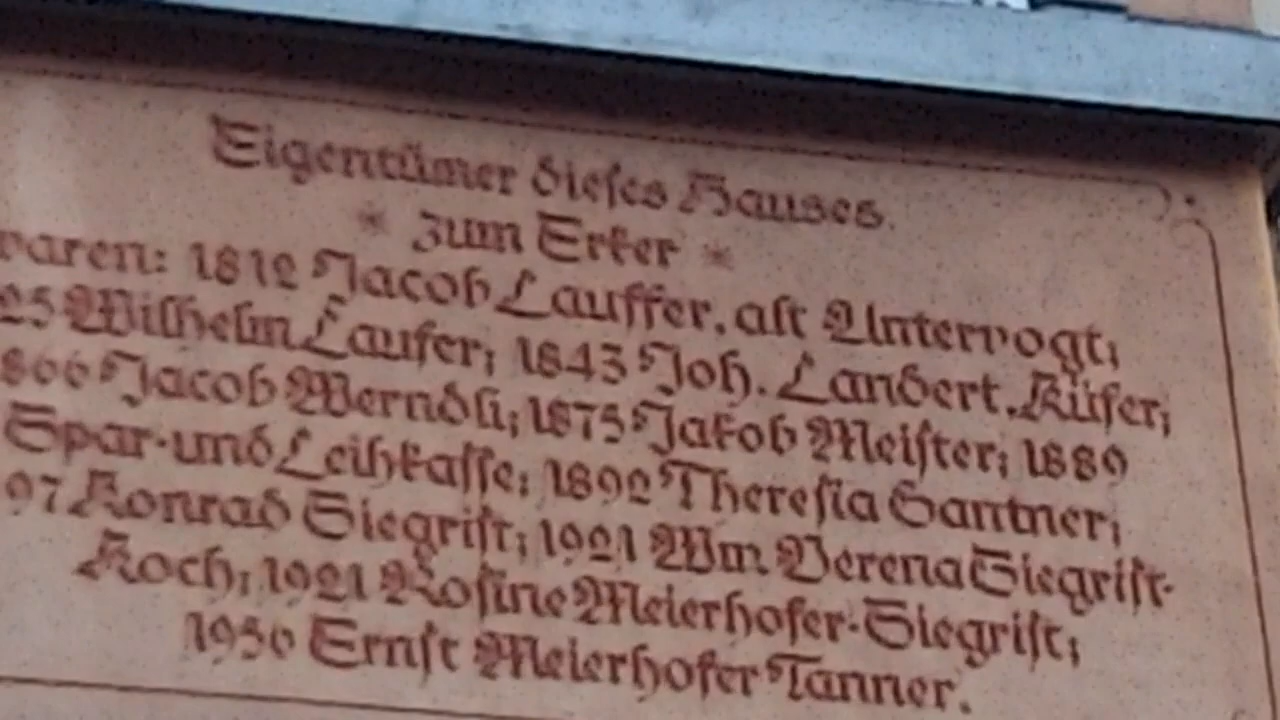 Eigentümer dieses Hauses
* zum Erker *
waren: 1812 Jacob Lauffer, alt Untervogt;
25 Wilhelm Laufer; 1843 Joh. Landert, Küfer;
866 Jacob Werndli; 1875 Jakob Meister; 1889
Spar- und Leihkasse; 1892 Theresia Santner;
97 Konrad Siegrist; 1921 Wm Verena Siegrist-
Koch; 1921 Rosine Meierhofer-Siegrist;
1950 Ernst Meierhofer Tanner.